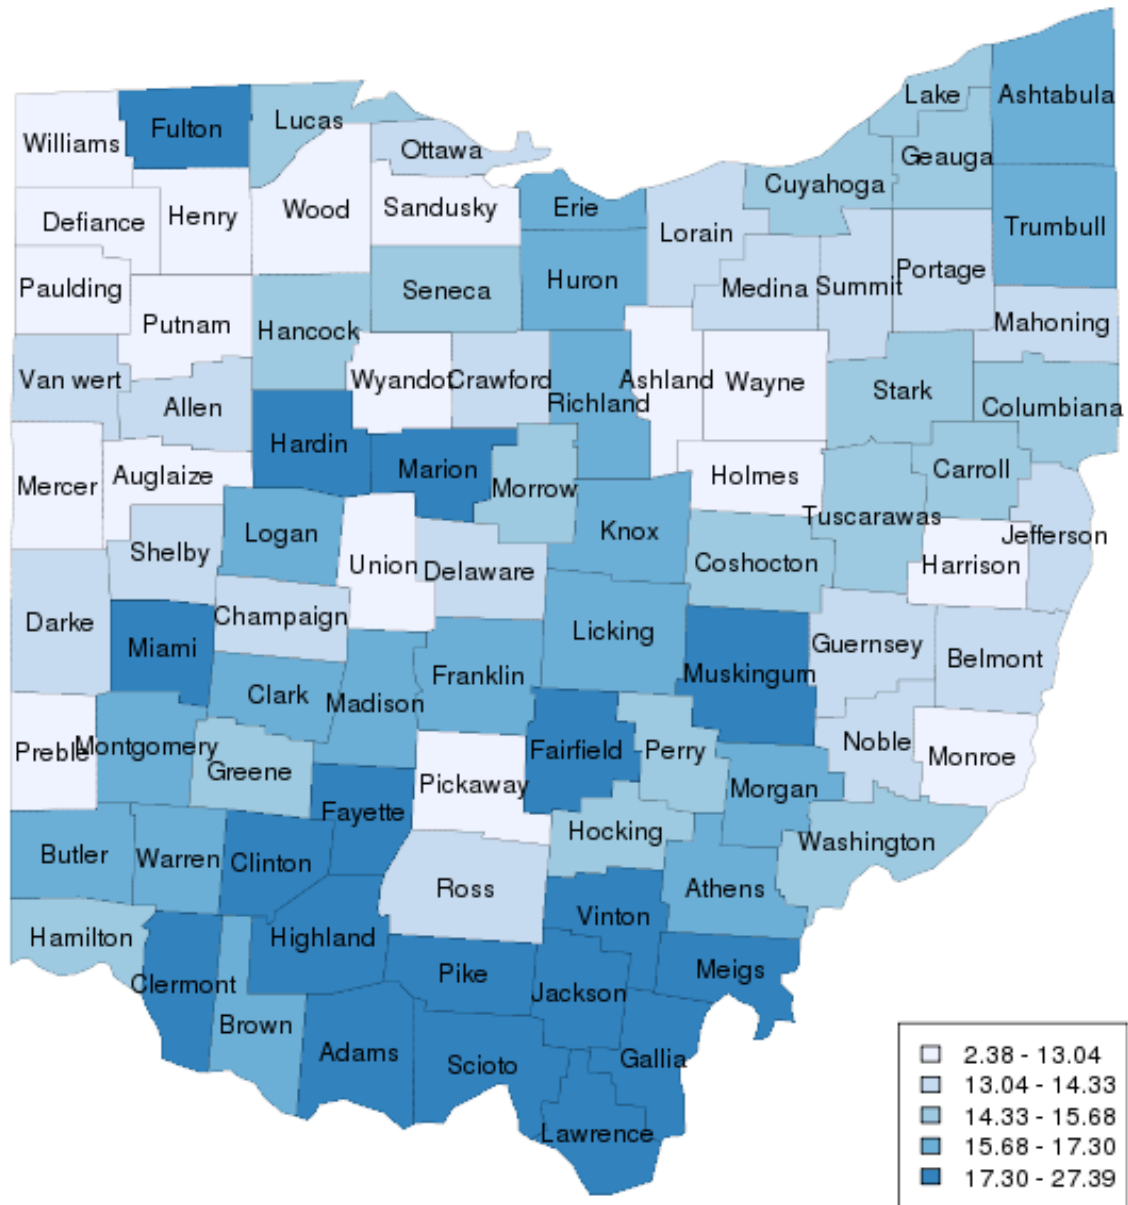 Lake
Ashtabula
Lucas
Fulton
Williams
Ottawa
Geauga
Cuyahoga
Sandusky
Erie
Wood
Henry
Defiance
Trumbull
Lorain
Portage
Huron
Medina
Summit
Seneca
Paulding
Putnam
Mahoning
Hancock
Van wert
Wyandot
Crawford
Ashland
Wayne
Stark
Richland
Allen
Columbiana
Hardin
Marion
Carroll
Auglaize
Holmes
Mercer
Morrow
Tuscarawas
Knox
Logan
Jefferson
Shelby
Union
Delaware
Coshocton
Harrison
Champaign
Darke
Licking
Miami
Guernsey
Belmont
Franklin
Muskingum
Clark
Madison
Noble
Preble
Montgomery
Fairfield
Perry
Monroe
Greene
Pickaway
Morgan
Fayette
Hocking
Washington
Butler
Warren
Clinton
Ross
Athens
Vinton
Hamilton
Highland
Meigs
Pike
Clermont
Jackson
Brown
Adams
Scioto
Gallia
Lawrence
2.38 - 13.04
13.04 - 14.33
14.33 - 15.68
15.68 - 17.30
17.30 - 27.39